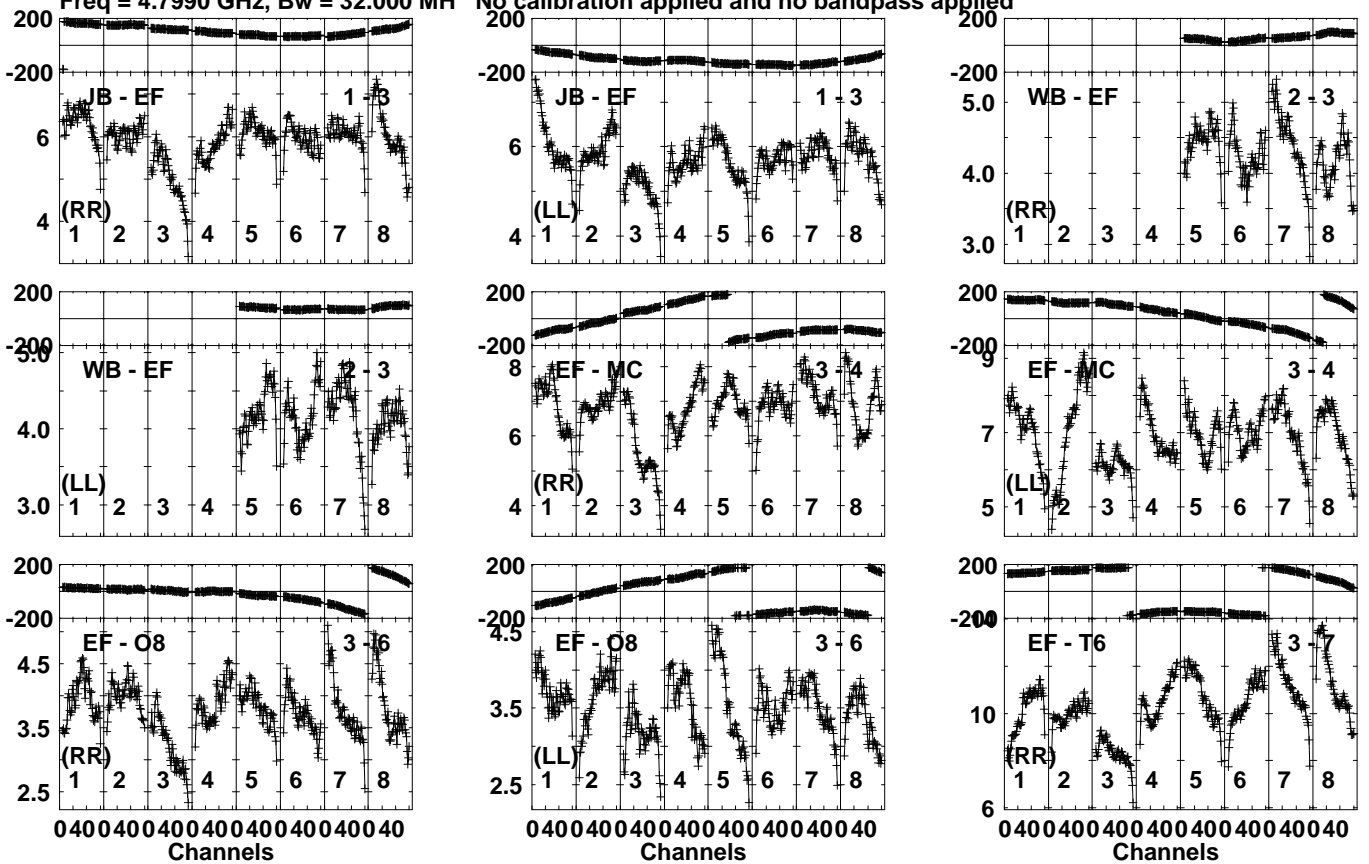 Freq = 4.7990 GHz, Bw = 32.000 MH No calibration applied and no bandpass applied
200 200 200
-200 -200 -200
JB - EF 1 - 3 JB - EF 1 - 3 WB - EF 2 - 3
5.0
6 6
4.0
(RR) (LL) (RR)
4 4
1 2 3 4 5 6 7 8 1 2 3 4 5 6 7 8 1 2 3 4 5 6 7 8
3.0
200 200 200
-200 -200 -200
5.0 8 9
WB - EF 2 - 3 EF - MC 3 - 4 EF - MC 3 - 4
4.0 6 7
(LL) (RR) (LL)
3.0 4 5
1 2 3 4 5 6 7 8 1 2 3 4 5 6 7 8 1 2 3 4 5 6 7 8
200 200 200
-200 -200 -200
4.5 14
EF - O8 3 - 6 EF - O8 3 - 6 EF - T6 3 - 7
4.5
3.5 3.5 10
(RR) (LL) (RR)
1 2 3 4 5 6 7 8 1 2 3 4 5 6 7 8 1 2 3 4 5 6 7 8
2.5 2.5 6
0 40 0 40 0 40 0 40 0 40 0 40 0 40 0 40 0 40 0 40 0 40 0 40 0 40 0 40 0 40 0 40 0 40 0 40 0 40 0 40 0 40 0 40 0 40 0 40
Channels Channels Channels